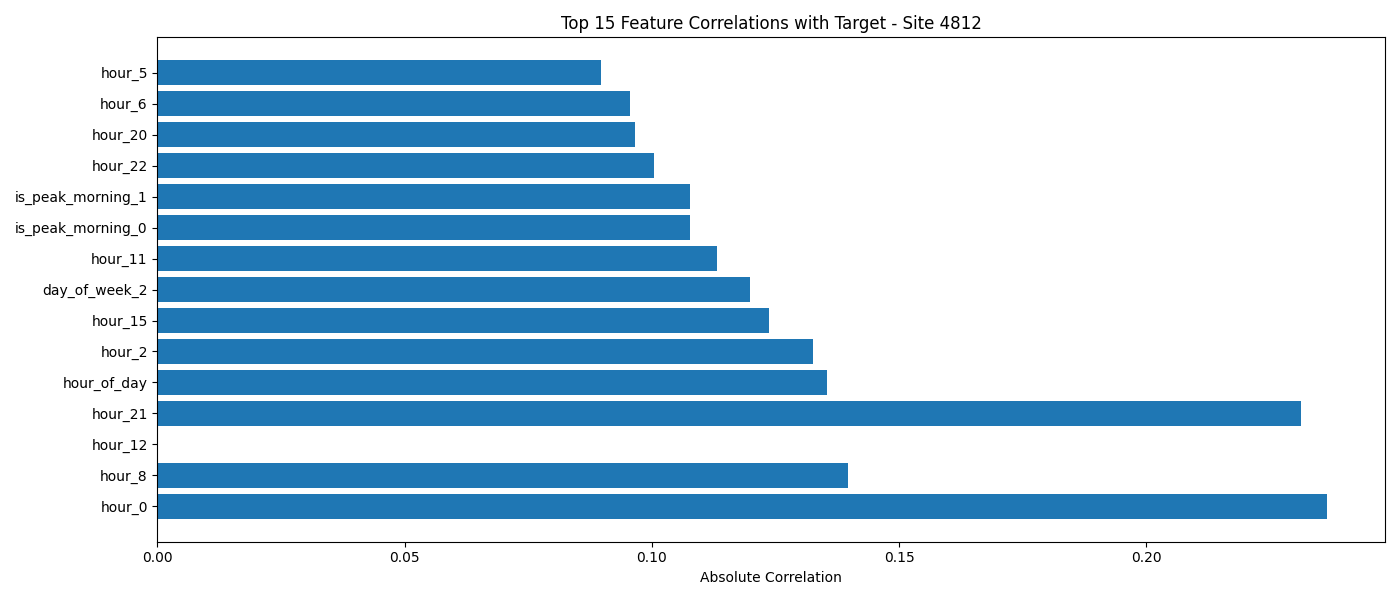 Top 15 Feature Correlations with Target - Site 4812
hour_5
hour_6
hour_20
hour_22
is_peak_morning_1
is_peak_morning_0
hour_11
day_of_week_2
hour_15
hour_2
hour_of_day
hour_21
hour_12
hour_8
hour_0
0.00 0.05 0.10 0.15 0.20
Absolute Correlation